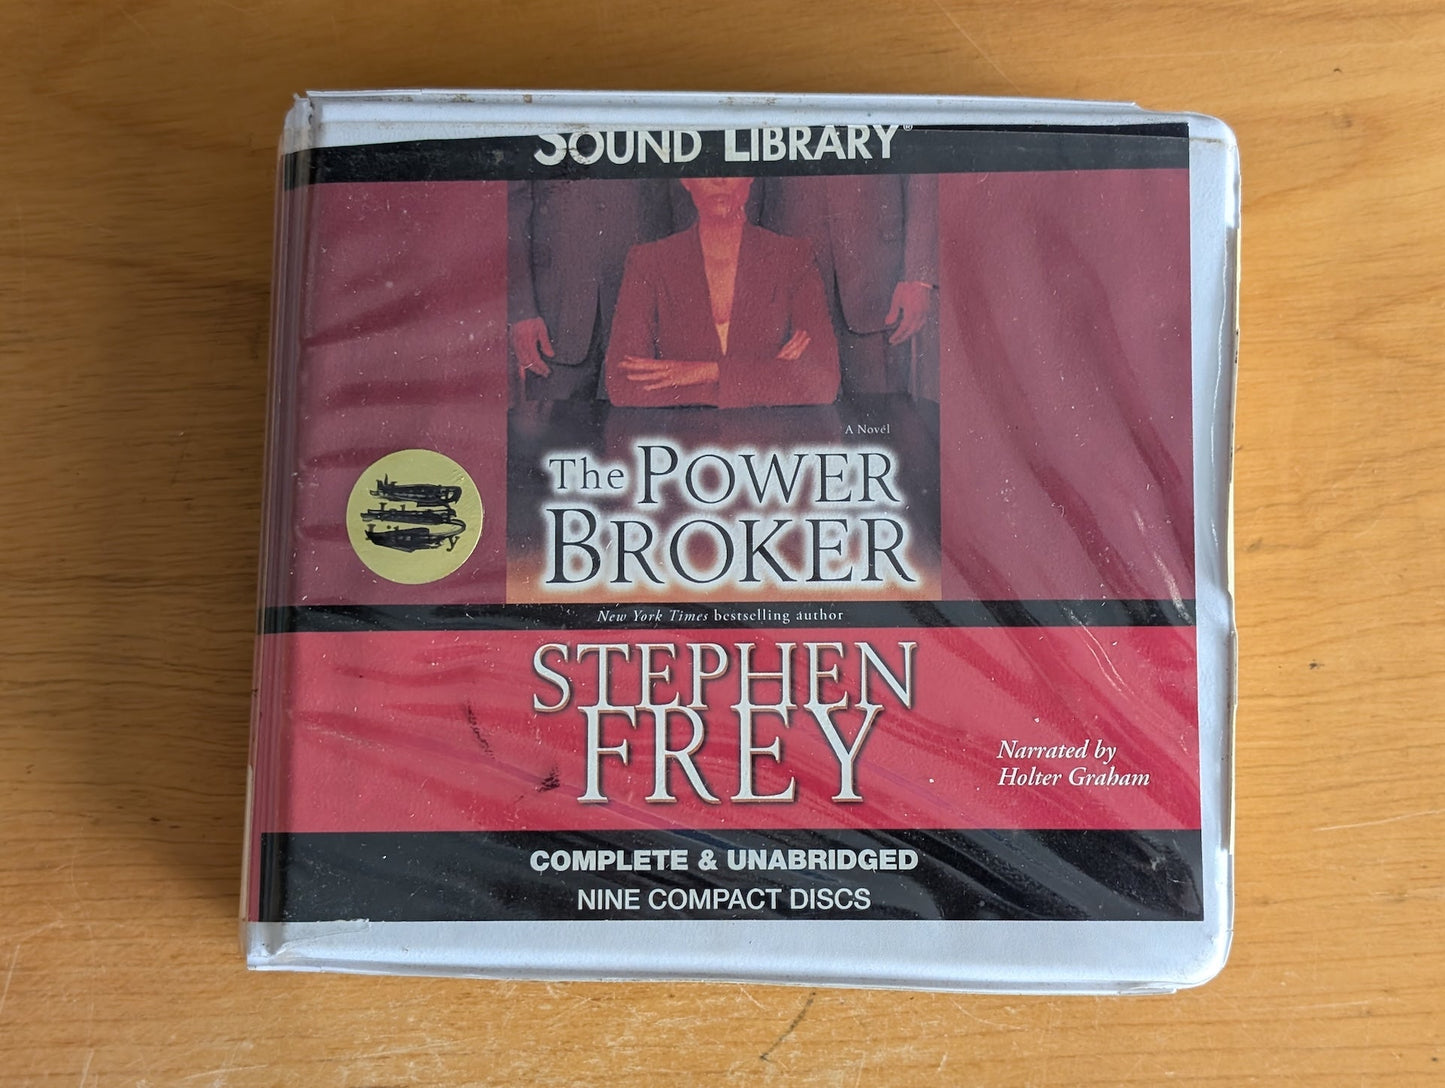 SOUND LIBRARY®
A Novel
The POWER
BROKER
New York Times bestselling author
STEPHEN
FREY
Narrated by
Holter Graham
COMPLETE & UNABRIDGED
NINE COMPACT DISCS